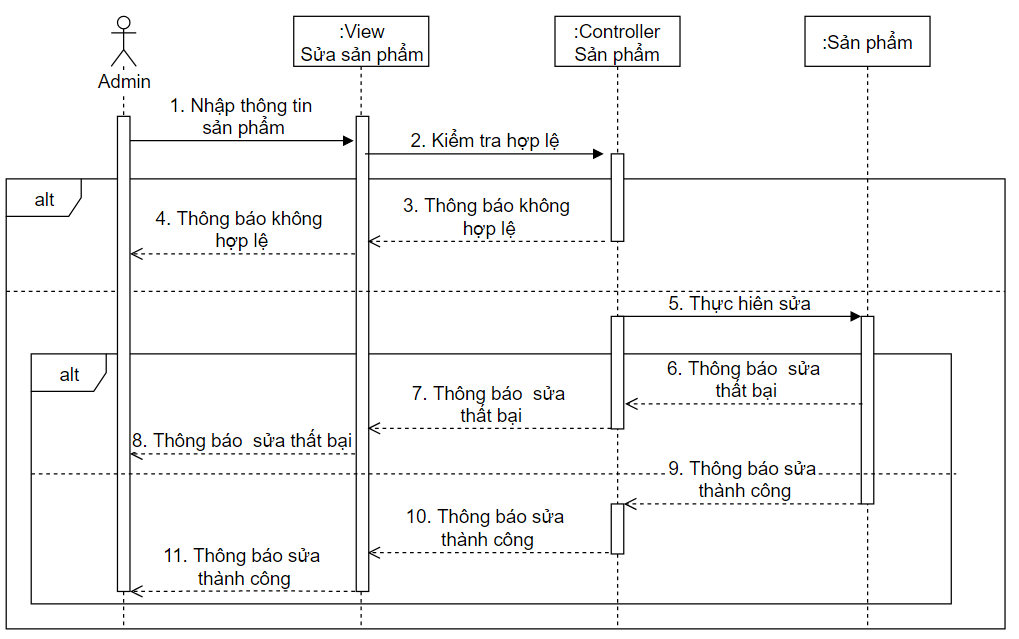 :View
Sửa sản phẩm
:Controller
Sản phẩm
:Sản phẩm
Admin
1. Nhập thông tin
sản phẩm
2. Kiểm tra hợp lệ
alt
3. Thông báo không
hợp lệ
4. Thông báo không
hợp lệ
5. Thực hiên sửa
alt
6. Thông báo  sửa
thất bại
7. Thông báo  sửa
thất bại
8. Thông báo  sửa thất bại
9. Thông báo sửa
thành công
10. Thông báo sửa
thành công
11. Thông báo sửa
thành công